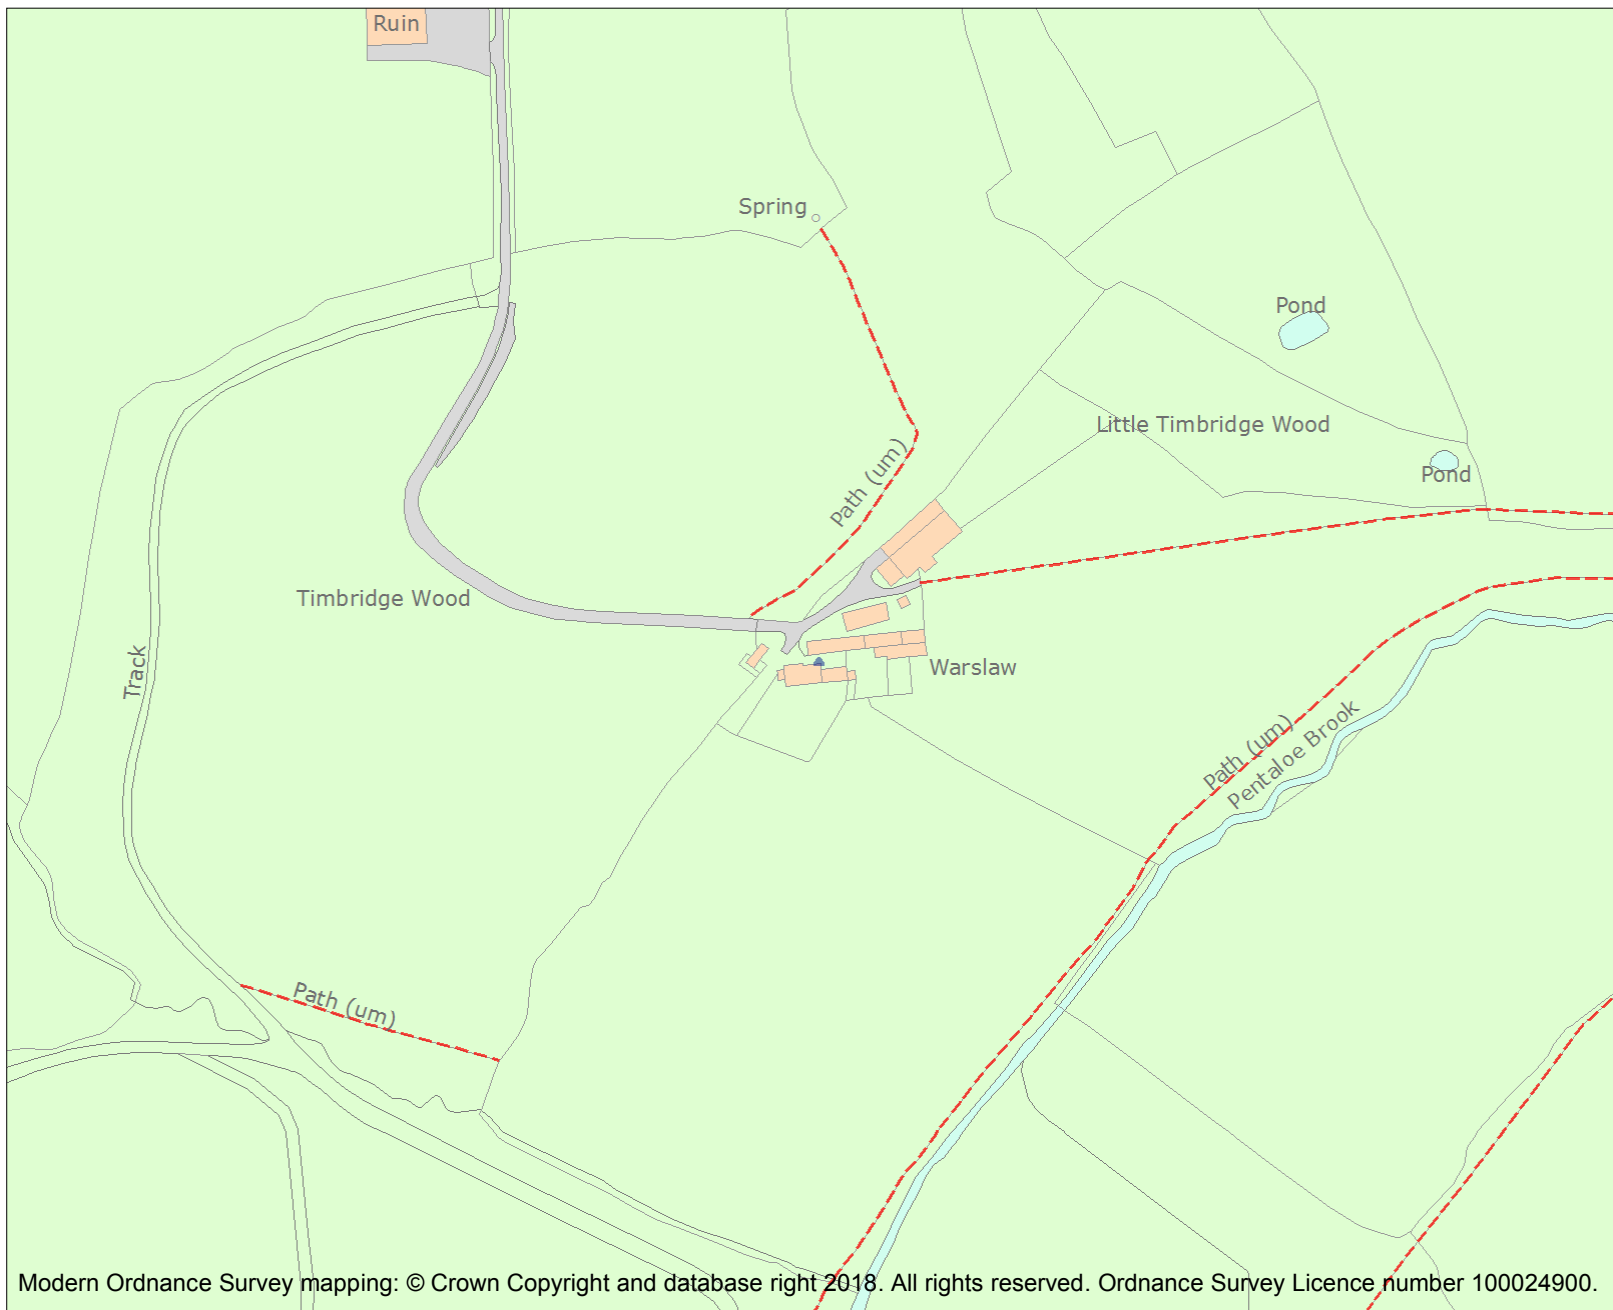 Ruin
Spring
Pond
Little Timbridge Wood
Path (um)
Pond
Timbridge Wood
Track
Warslaw
Path (um)
Pentaloe Brook
Path (um)
Modern Ordnance Survey mapping: © Crown Copyright and database right 2018. All rights reserved. Ordnance Survey Licence number 100024900.